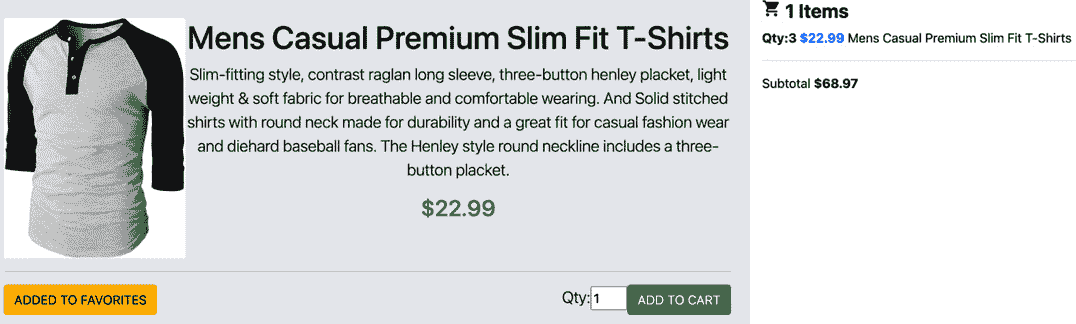 Mens Casual Premium Slim Fit T-Shirts
Slim-fitting style, contrast raglan long sleeve, three-button henley placket, light
weight & soft fabric for breathable and comfortable wearing. And Solid stitched
shirts with round neck made for durability and a great fit for casual fashion wear
and diehard baseball fans. The Henley style round neckline includes a three-
button placket.
$22.99
ADDED TO FAVORITES
Qty:1 ADD TO CART
1 Items
Qty:3 $22.99 Mens Casual Premium Slim Fit T-Shirts
Subtotal $68.97